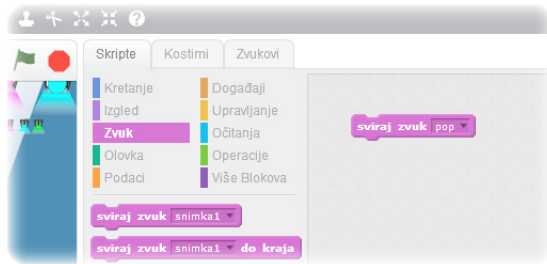 Skripte Kostimi Zvukovi
Kretanje Događaji
Izgled Upravljanje
Zvuk Očitanja
Olovka Operacije
Podaci Više Blokova
sviraj zvuk pop
sviraj zvuk snimka1
sviraj zvuk snimka1 do kraja